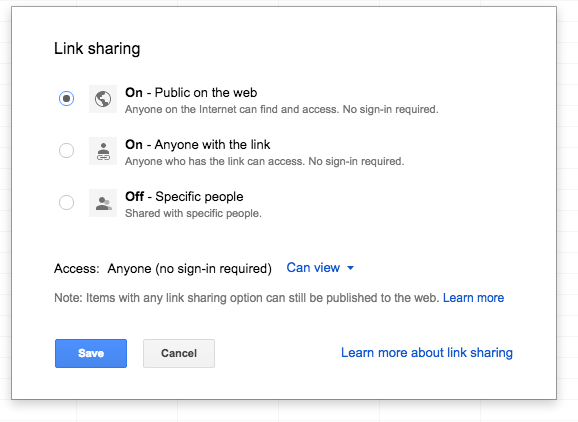 Link sharing
On - Public on the web
Anyone on the Internet can find and access. No sign-in required.
On - Anyone with the link
Anyone who has the link can access. No sign-in required.
Off - Specific people
Shared with specific people.
Access: Anyone (no sign-in required) Can view
Note: Items with any link sharing option can still be published to the web. Learn more
Save Cancel Learn more about link sharing